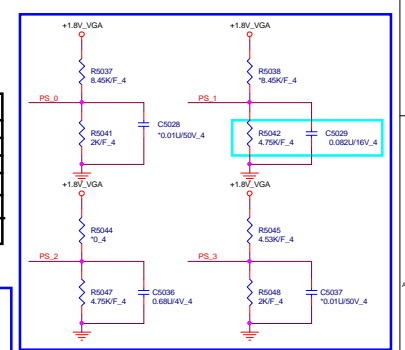 +1.8V_VGA
+1.8V_VGA
R5037
8.45K/F_4
R5038
*8.45K/F_4
PS_0
PS_1
R5041
2K/F_4
C5028
*0.01U/50V_4
R5042
4.75K/F_4
C5029
0.082U/16V_4
+1.8V_VGA
+1.8V_VGA
R5044
*0_4
R5045
4.53K/F_4
PS_2
PS_3
R5047
4.75K/F_4
C5036
0.68U/4V_4
R5048
2K/F_4
C5037
*0.01U/50V_4
A